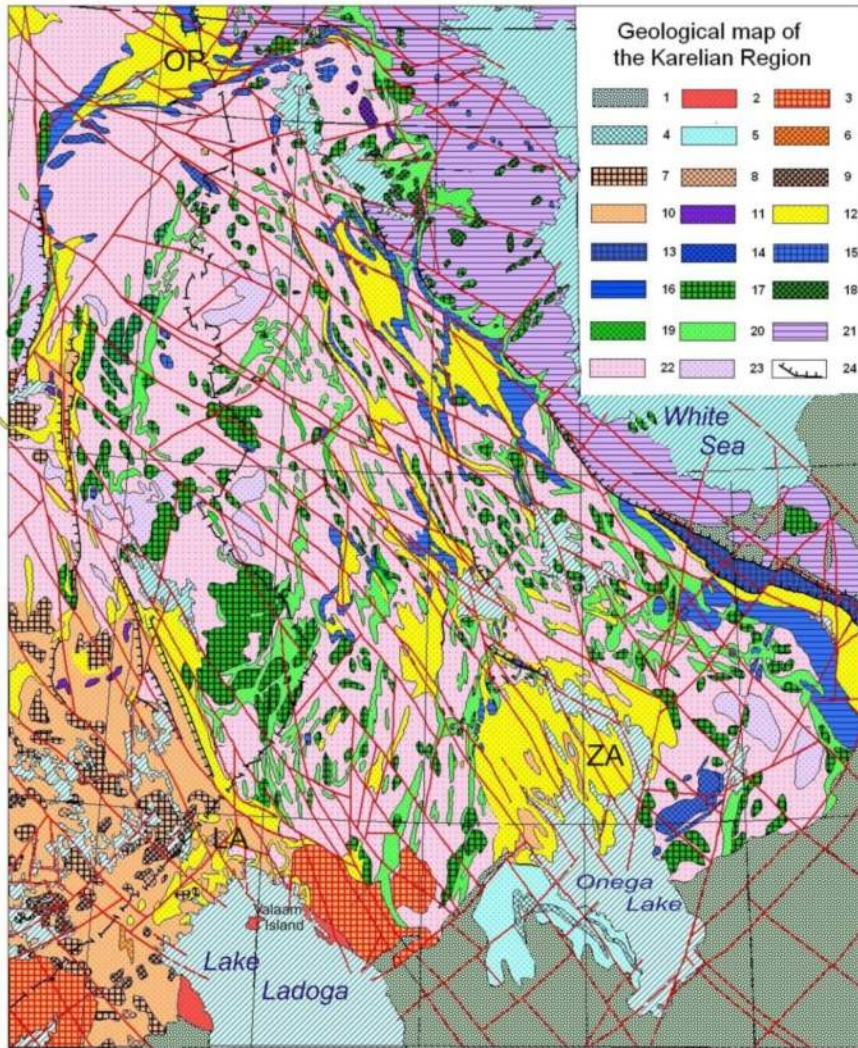 Geological map of
the Karelian Region
1 2 3
4 5 6
7 8 9
10 11 12
13 14 15
16 17 18
19 20 21
22 23 24
OP
White
Sea
ZA
LA
Onega
Lake
Valaam
Island
Lake
Ladoga